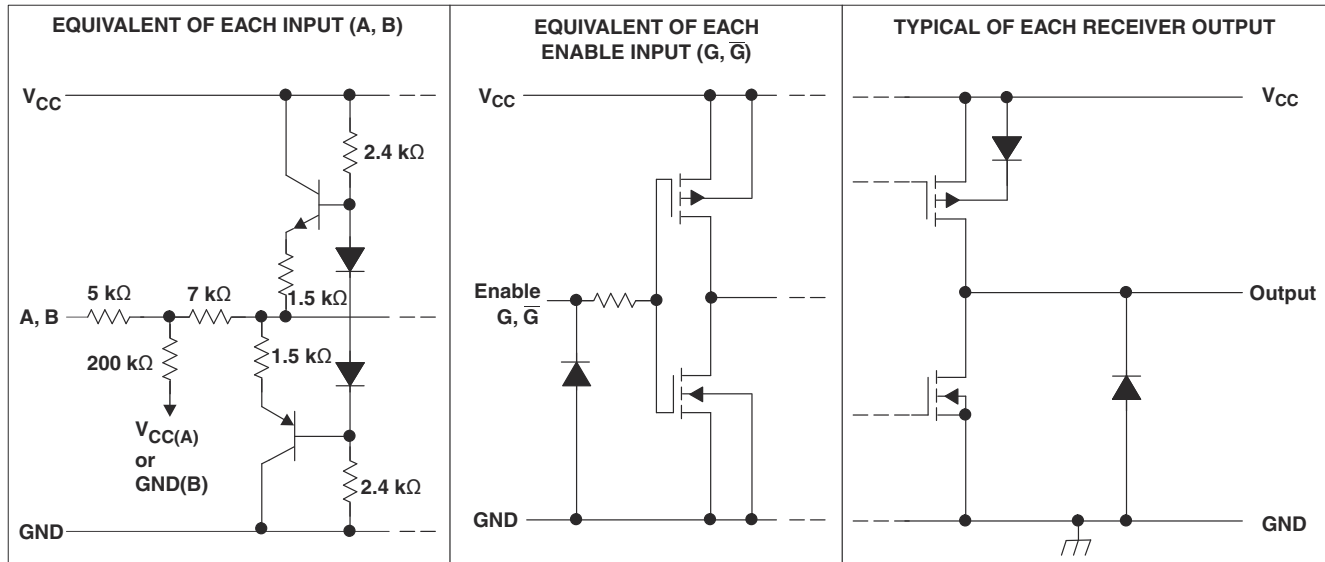 EQUIVALENT OF EACH INPUT (A, B)
VCC
2.4 kΩ
1.5 kΩ
5 kΩ
7 kΩ
A, B
200 kΩ
1.5 kΩ
VCC(A)
or
GND(B)
2.4 kΩ
GND
EQUIVALENT OF EACH
ENABLE INPUT (G, G̅)
VCC
Enable
G, G̅
GND
TYPICAL OF EACH RECEIVER OUTPUT
VCC
Output
GND